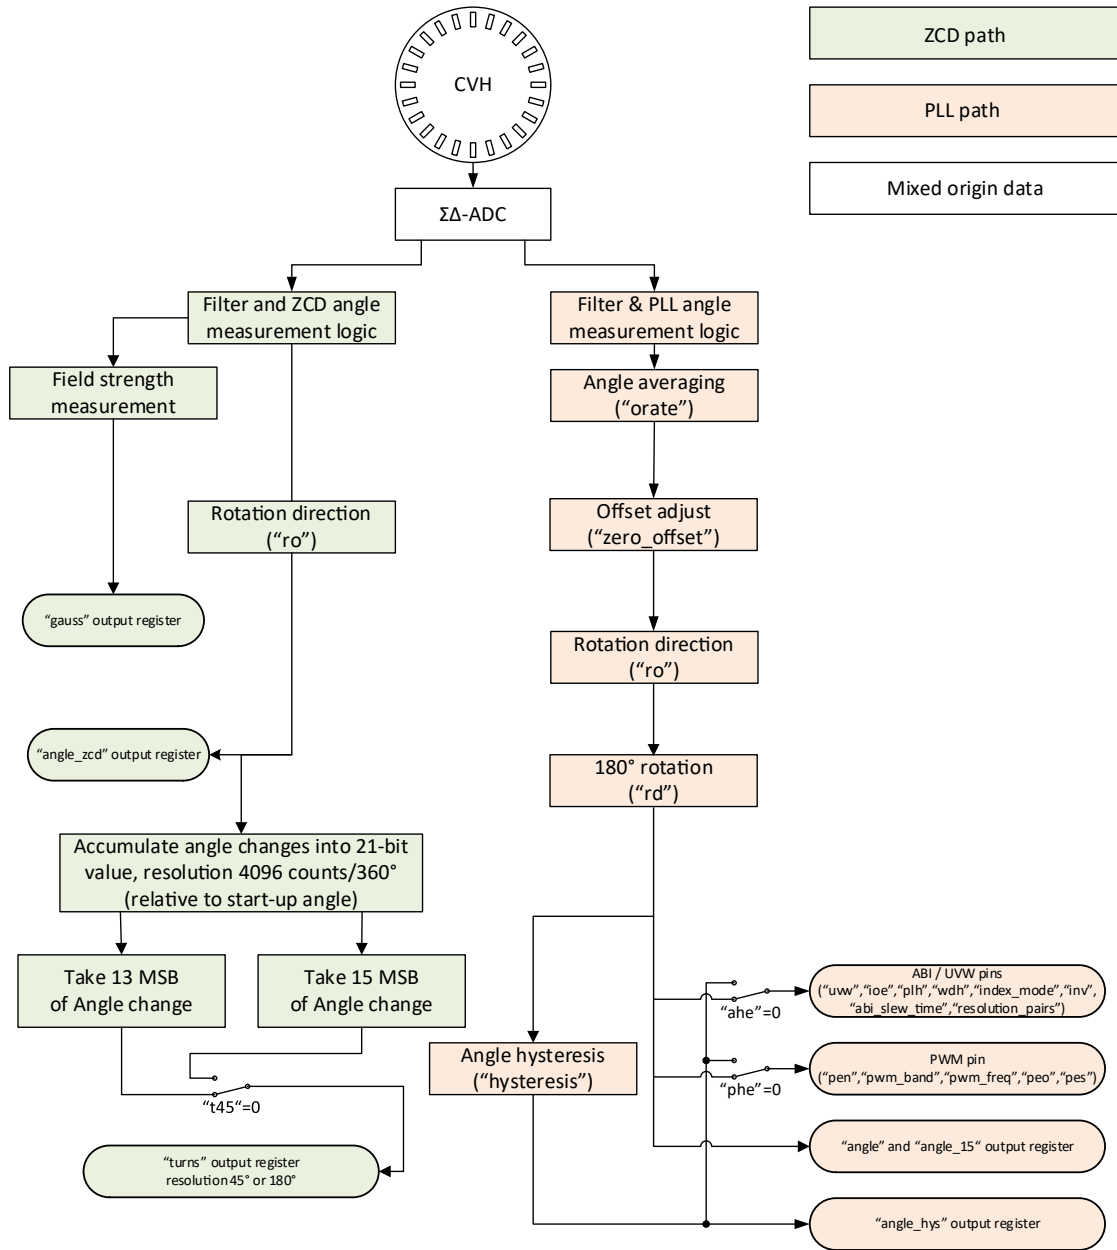 CVH
ZCD path
PLL path
Mixed origin data
ΣΔ-ADC
Filter and ZCD angle
measurement logic
Filter & PLL angle
measurement logic
Field strength
measurement
Angle averaging
(“orate”)
Rotation direction
(“ro”)
Offset adjust
(“zero_offset”)
“gauss” output register
Rotation direction
(“ro”)
“angle_zcd” output register
180° rotation
(“rd”)
Accumulate angle changes into 21-bit
value, resolution 4096 counts/360°
(relative to start-up angle)
Take 13 MSB
of Angle change
Take 15 MSB
of Angle change
ABI / UVW pins
(“uvw”,“ioe”,“plh”,“wdh”,“index_mode”,“inv”,
“abi_slew_time”,“resolution_pairs”)
“ahe”=0
Angle hysteresis
(“hysteresis”)
PWM pin
(“pen”,“pwm_band”,“pwm_freq”,“peo”,“pes”)
“phe”=0
“t45“=0
“angle” and “angle_15“ output register
“turns” output register
resolution 45° or 180°
“angle_hys” output register